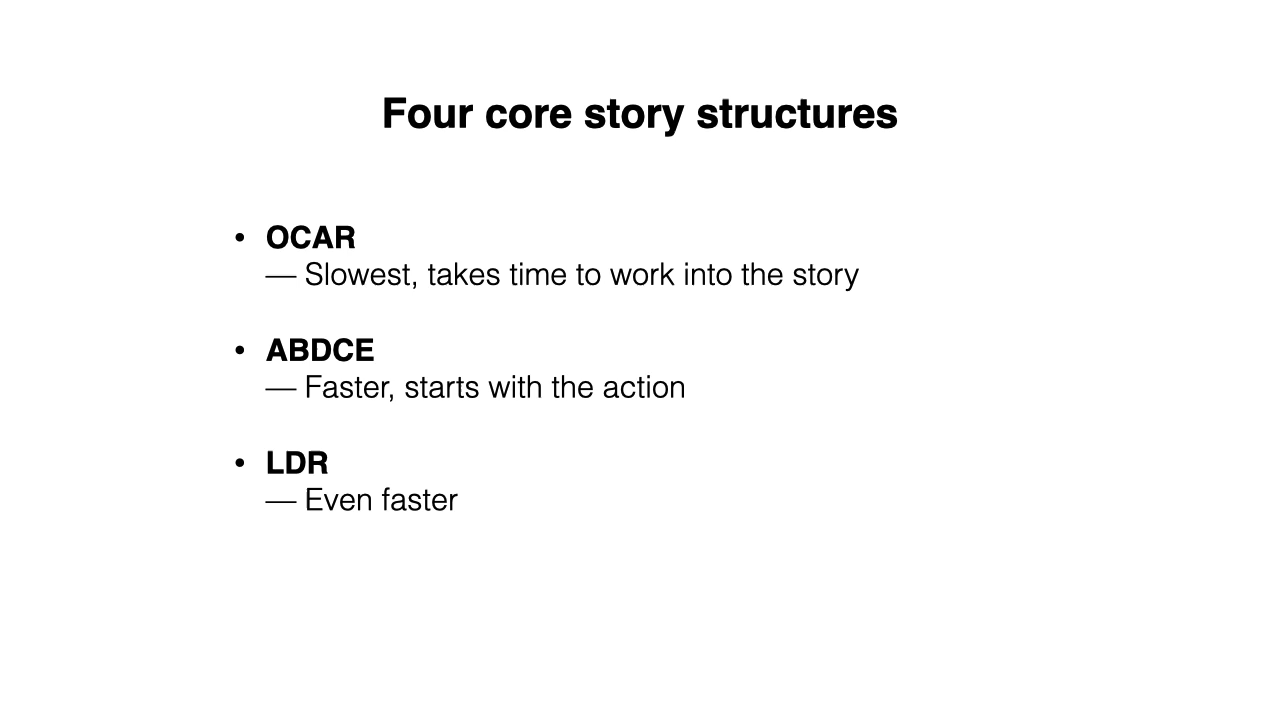 Four core story structures
• OCAR
— Slowest, takes time to work into the story
• ABDCE
— Faster, starts with the action
• LDR
— Even faster